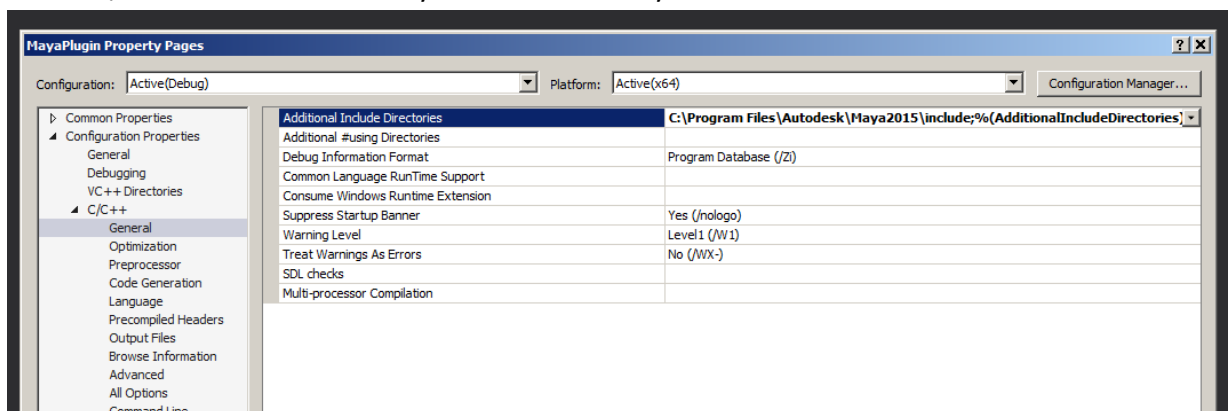 MayaPlugin Property Pages
Configuration: Active(Debug) Platform: Active(x64) Configuration Manager...
Common Properties
Configuration Properties
General
Debugging
VC++ Directories
C/C++
General
Optimization
Preprocessor
Code Generation
Language
Precompiled Headers
Output Files
Browse Information
Advanced
All Options
Command Line
Additional Include Directories C:\Program Files\Autodesk\Maya2015\include;%(AdditionalIncludeDirectories)
Additional #using Directories
Debug Information Format Program Database (/Zi)
Common Language RunTime Support
Consume Windows Runtime Extension
Suppress Startup Banner Yes (/nologo)
Warning Level Level1 (/W1)
Treat Warnings As Errors No (/WX-)
SDL checks
Multi-processor Compilation